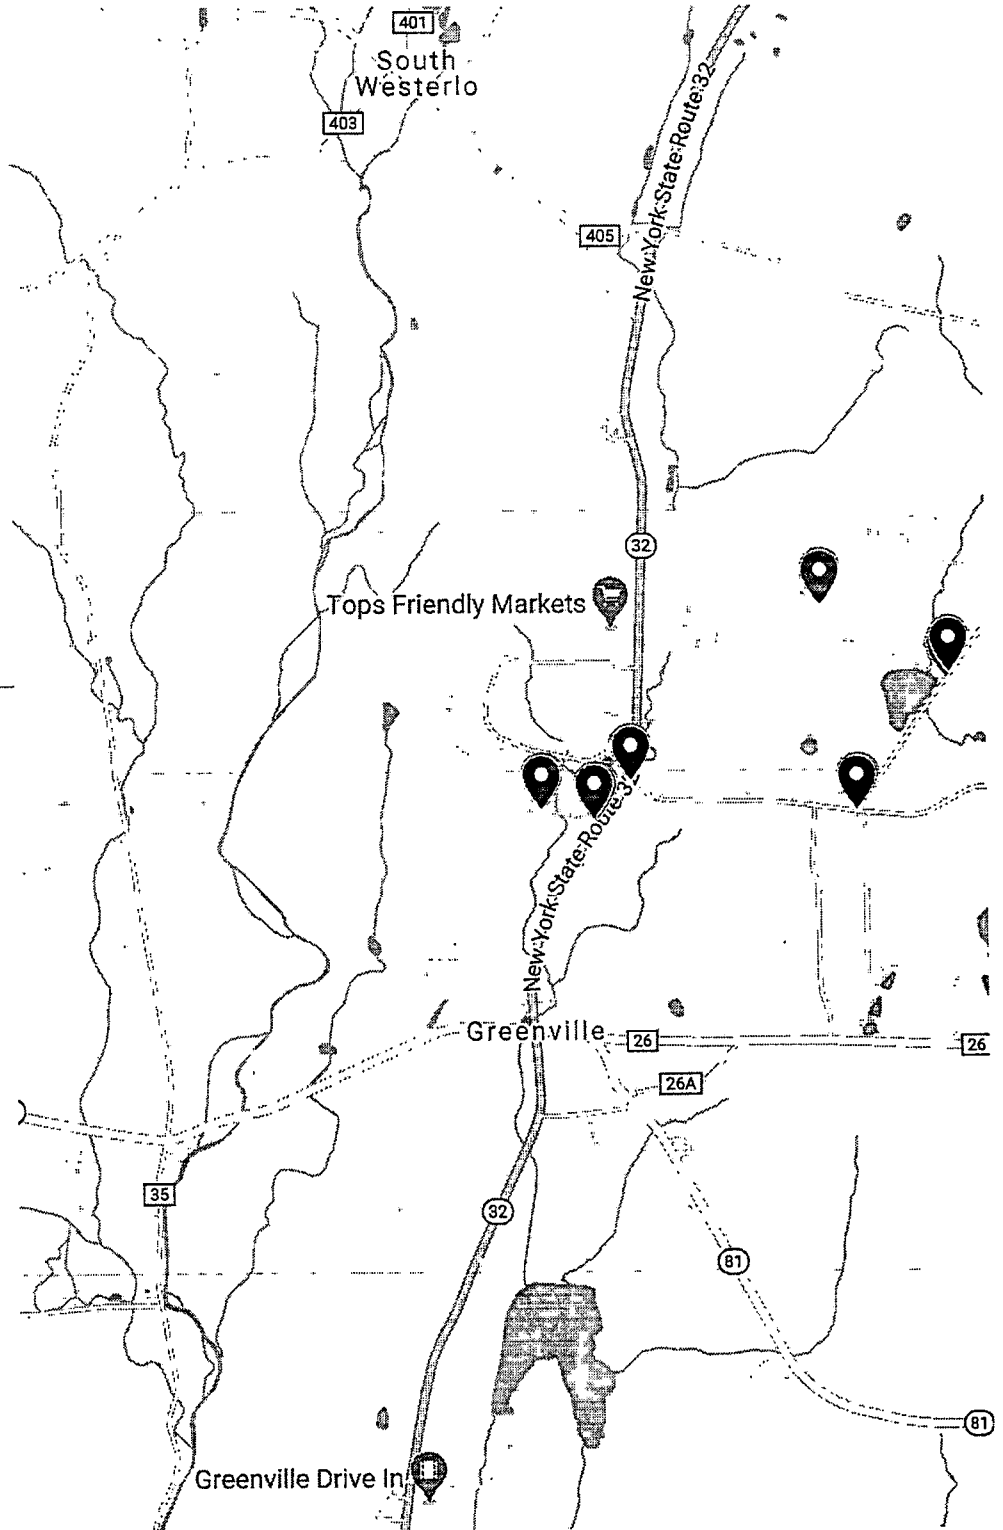 401
South
Westerlo
403
New York State Route 32
405
32
Tops Friendly Markets
New York State Route 3
Greenville
26
26
26A
35
32
81
81
Greenville Drive In